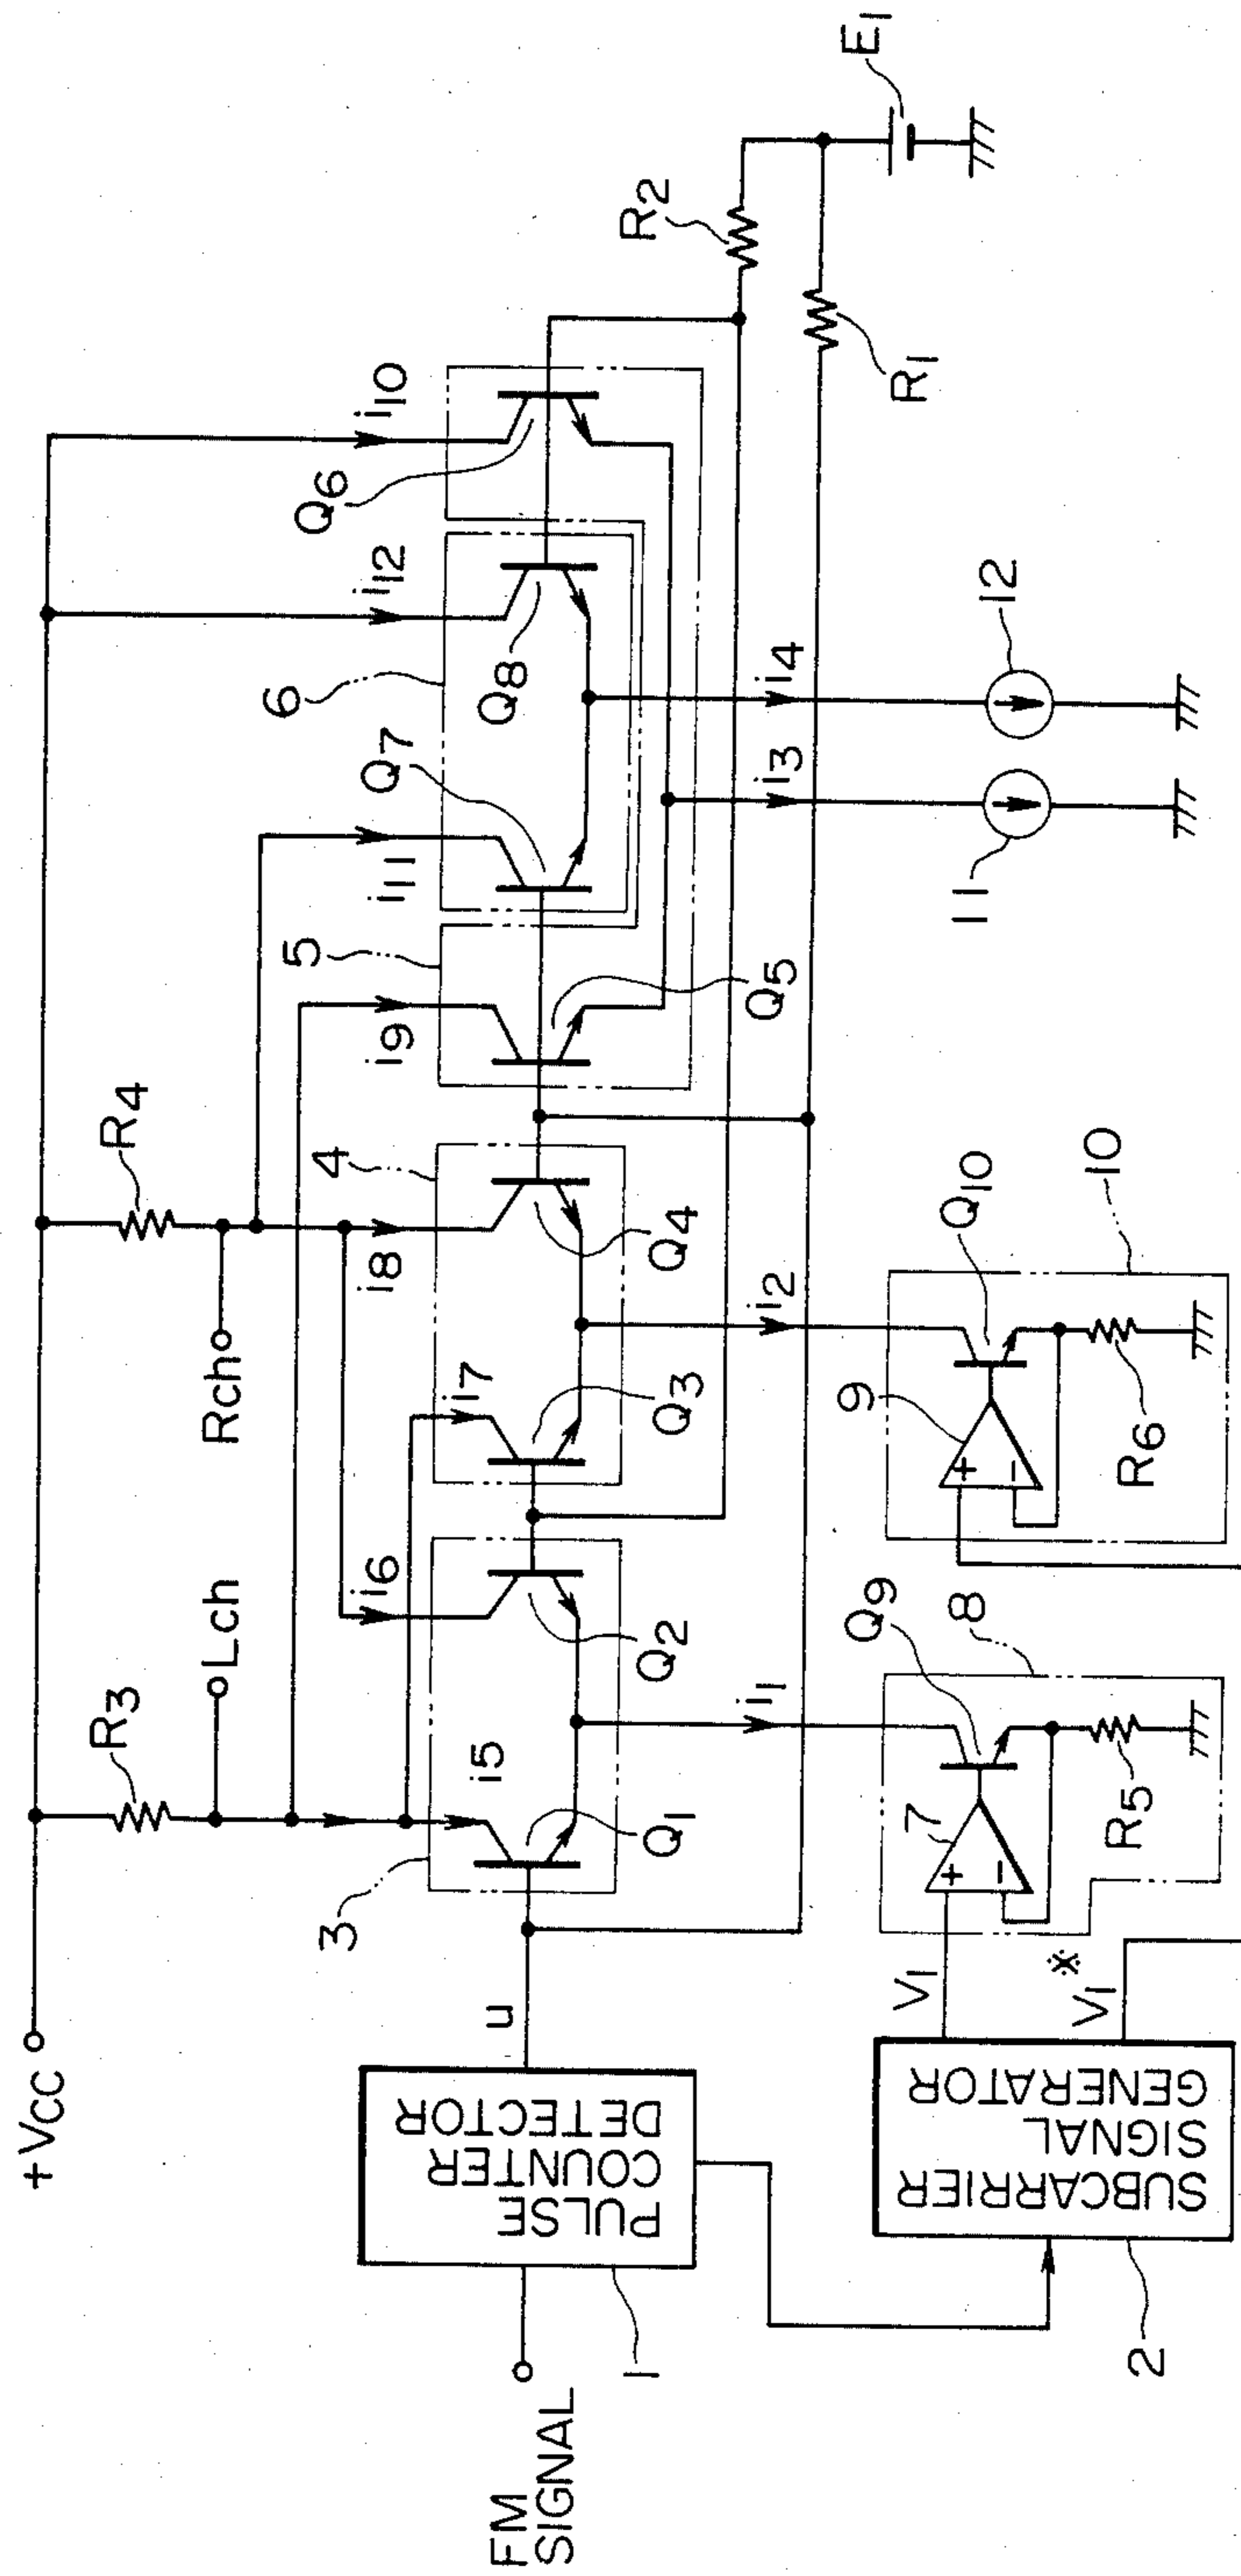 +VCC
R3
Lch
Rch
R4
i5
i6
i7
i8
i9
i11
i12
i10
3
Q1
Q2
4
Q3
Q4
5
Q5
Q7
6
Q8
Q6
FM
SIGNAL
PULSE
COUNTER
DETECTOR
1
u
i1
i2
i3
i4
R2
R1
E1
SUBCARRIER
SIGNAL
GENERATOR
2
V1
V1*
7
+
−
Q9
8
R5
9
+
−
Q10
10
R6
11
12